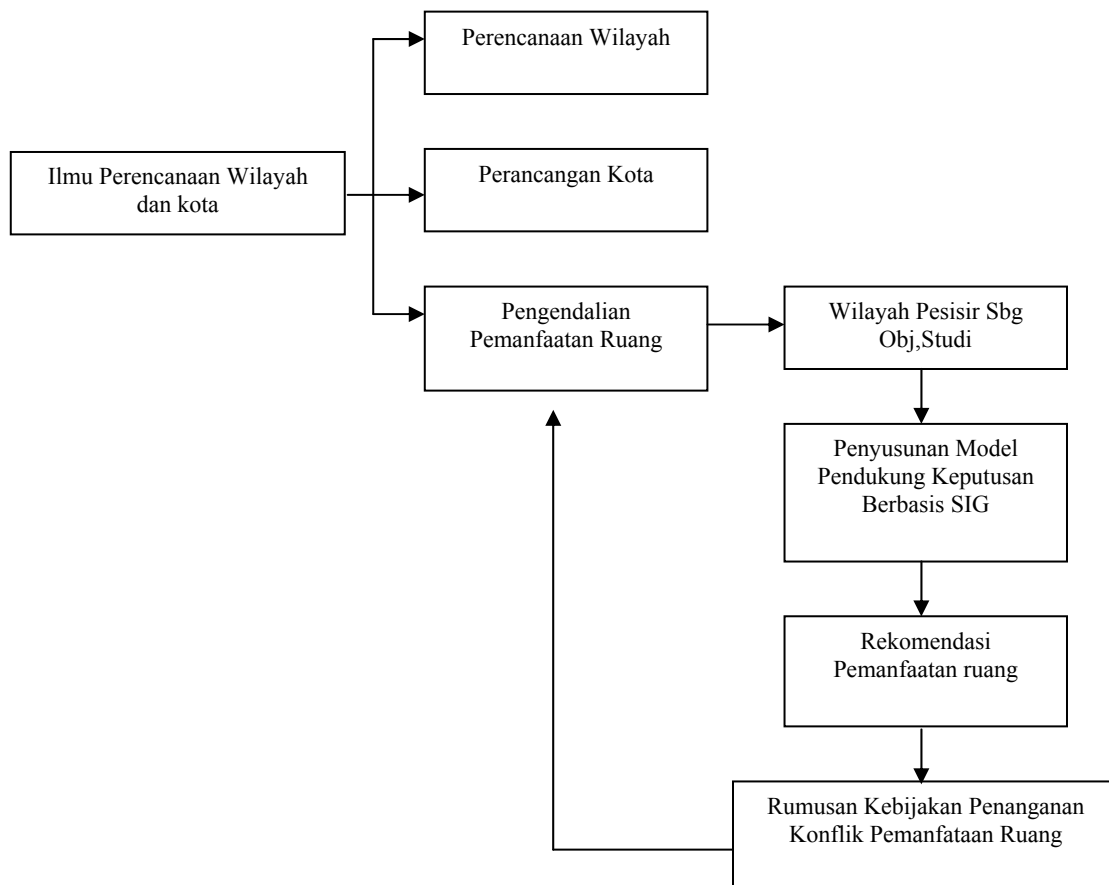 Perencanaan Wilayah
Ilmu Perencanaan Wilayah
dan kota
Perancangan Kota
Pengendalian
Pemanfaatan Ruang
Wilayah Pesisir Sbg
Obj,Studi
Penyusunan Model
Pendukung Keputusan
Berbasis SIG
Rekomendasi
Pemanfaatan ruang
Rumusan Kebijakan Penanganan
Konflik Pemanfataan Ruang